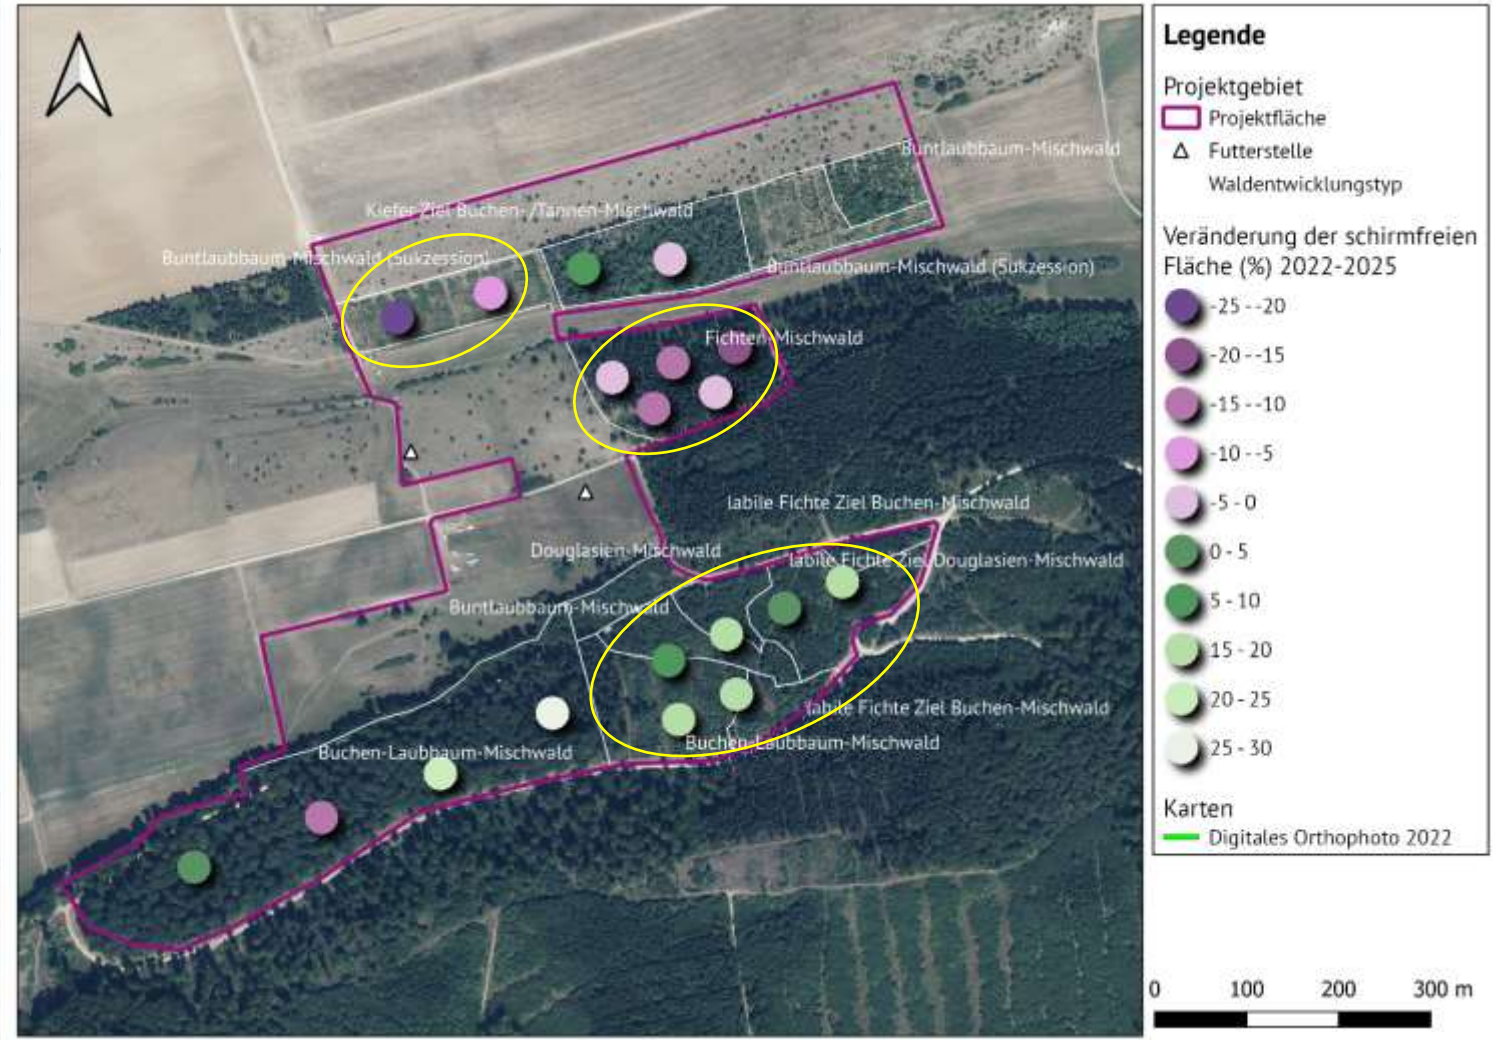 Buntlaubbaum-Mischwald
Kiefer Ziel Buchen-/Tannen-Mischwald
Buntlaubbaum-Mischwald (Sukzession)
Buntlaubbaum-Mischwald (Sukzession)
Fichten-Mischwald
labile Fichte Ziel Buchen-Mischwald
Douglasien-Mischwald
labile Fichte Ziel Douglasien-Mischwald
Buntlaubbaum-Mischwald
labile Fichte Ziel Buchen-Mischwald
Buchen-Laubbaum-Mischwald
Buchen-Laubbaum-Mischwald
Legende
Projektgebiet
Projektfläche
Futterstelle
Waldentwicklungstyp
Veränderung der schirmfreien
Fläche (%) 2022-2025
-25 - -20
-20 - -15
-15 - -10
-10 - -5
-5 - 0
0 - 5
5 - 10
15 - 20
20 - 25
25 - 30
Karten
Digitales Orthophoto 2022
0 100 200 300 m